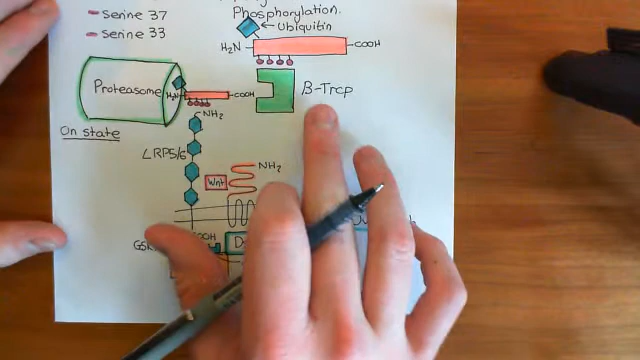 Phosphorylation.
- Serine 37
- Serine 33
← Ubiquitin
H₂N
COOH
Proteasome
H₂N
COOH
β-Trcp
NH₂
On state
LRP5/6
NH₂
Wnt
COOH
GSK